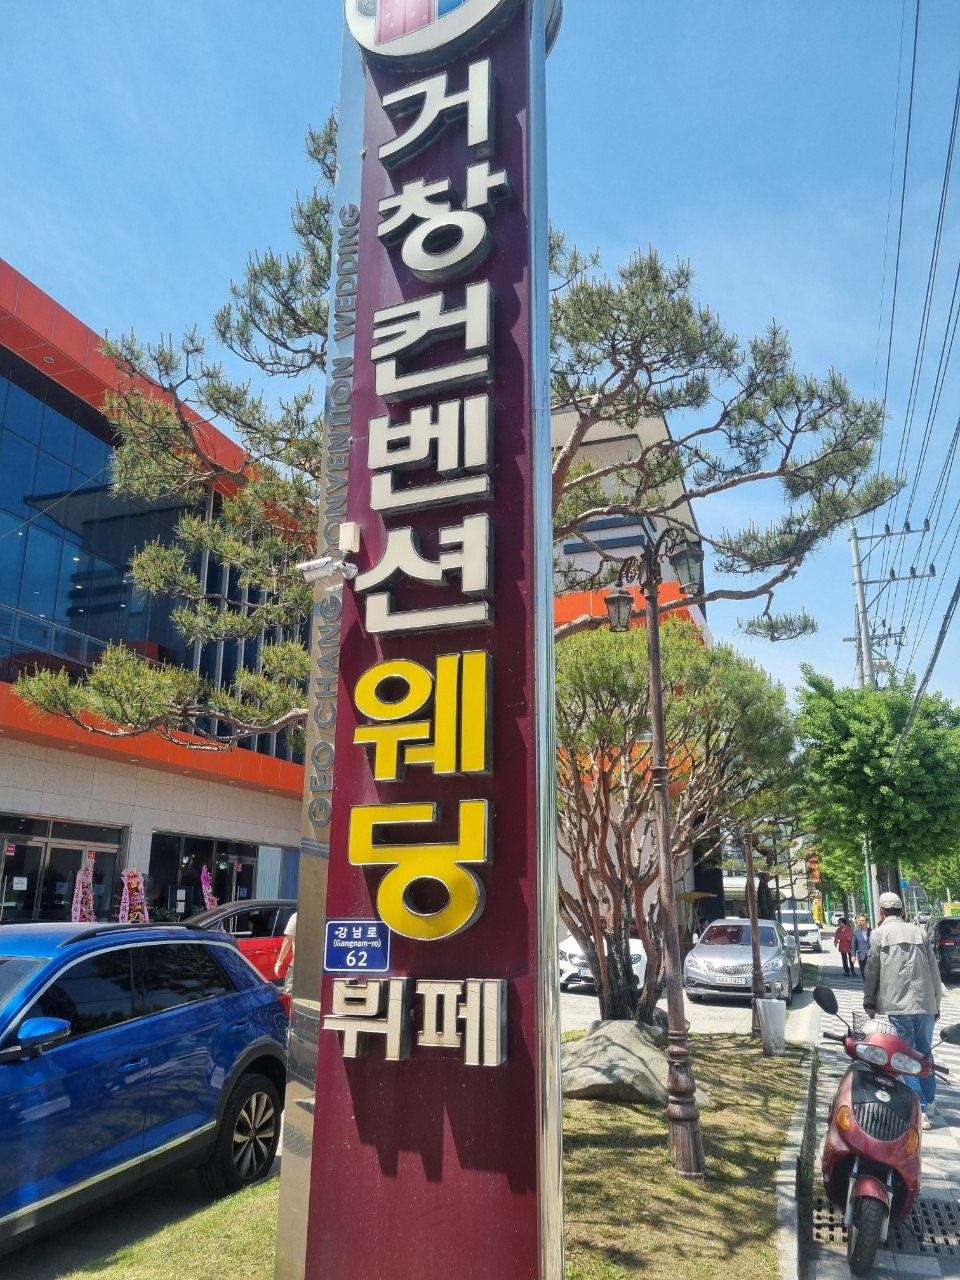 거창컨벤션웨딩
뷔페
GEO CHANG CONVENTION WEDDING
강남로
(Gangnam-ro)
62